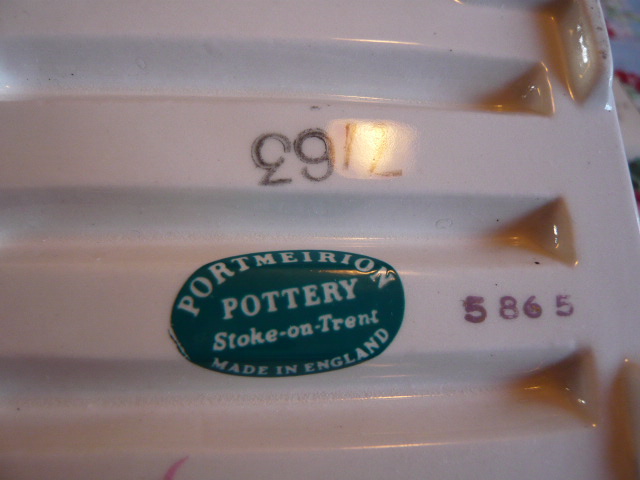 PORTMEIRION
POTTERY
Stoke-on-Trent
MADE IN ENGLAND
5865